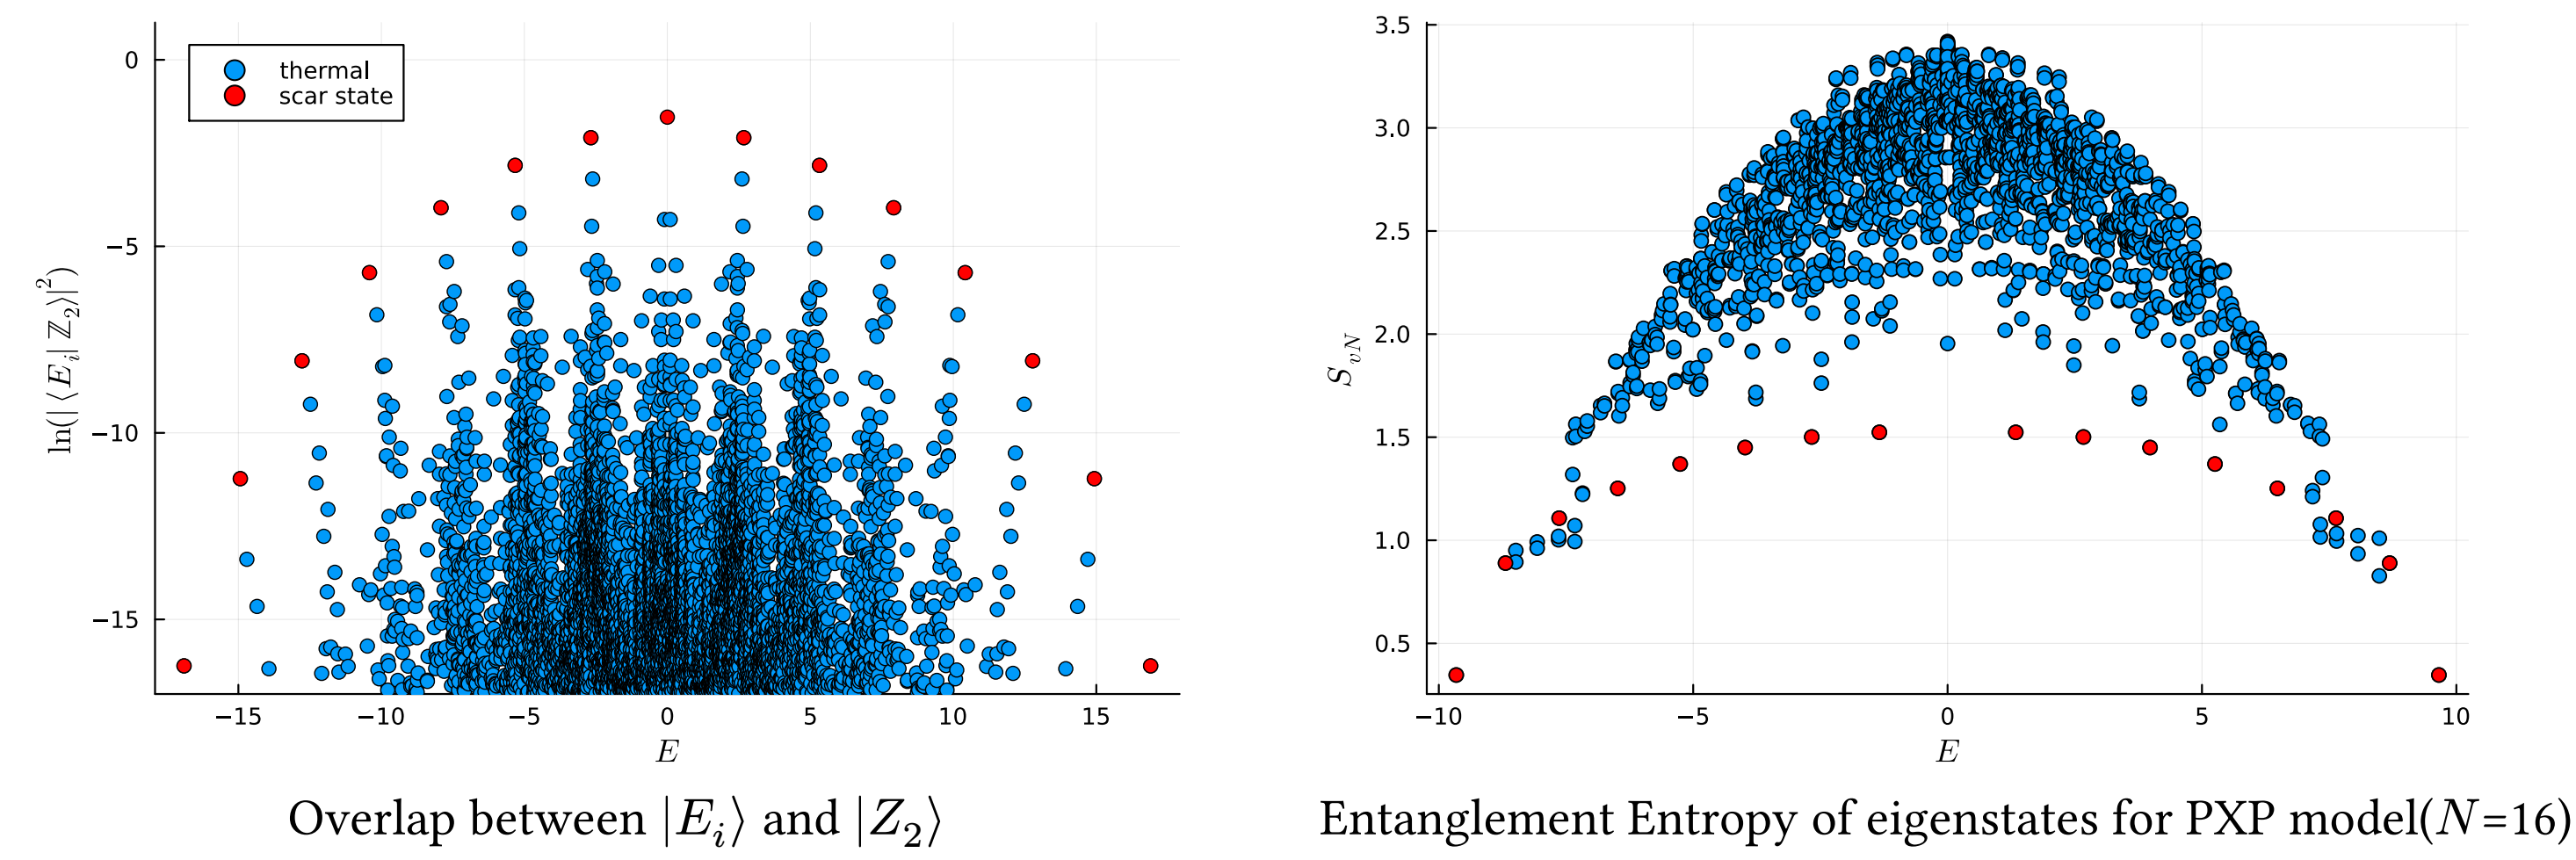 0
−5
−10
−15
ln(|⟨E_i|ℤ_2⟩|^2)
thermal
scar state
−15
−10
−5
0
5
10
15
E
Overlap between |E_i⟩ and |Z_2⟩
3.5
3.0
2.5
2.0
1.5
1.0
0.5
S_{vN}
−10
−5
0
5
10
E
Entanglement Entropy of eigenstates for PXP model(N=16)